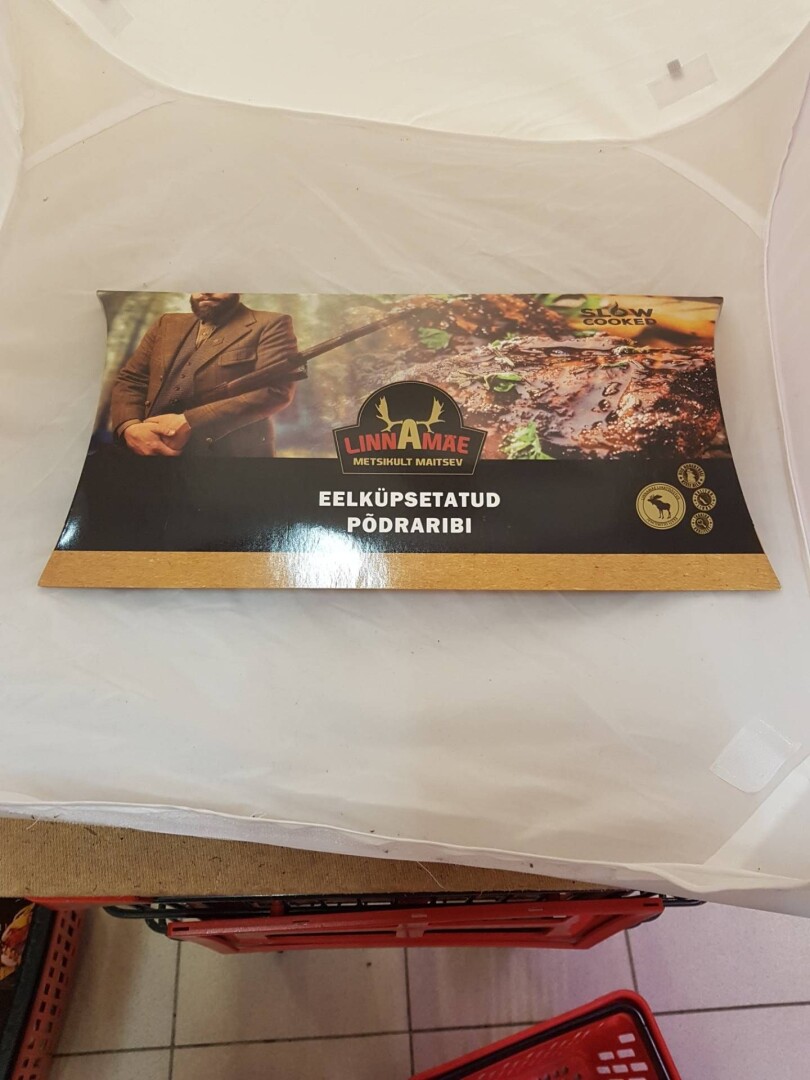 SLOW
COOKED
LINNAMÄE
METSIKULT MAITSEV
EELKÜPSETATUD
PÕDRARIBI